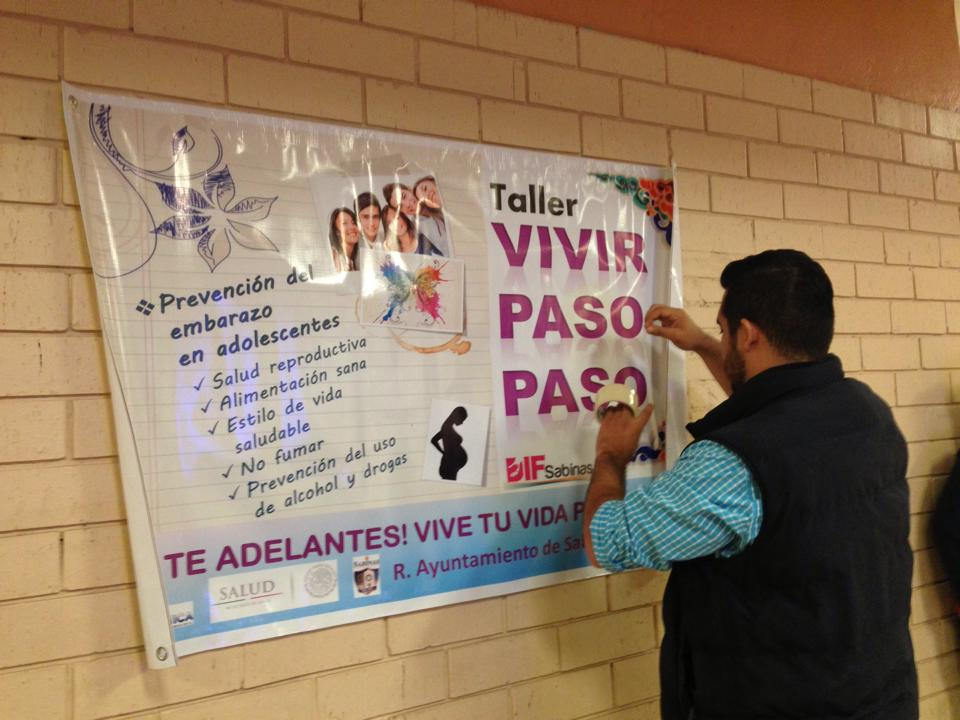 Prevención del
embarazo
en adolescentes
✓ Salud reproductiva
✓ Alimentación sana
✓ Estilo de vida
saludable
✓ No fumar
✓ Prevención del uso
de alcohol y drogas
Taller
VIVIR
PASO
PASO
DIF Sabinas
TE ADELANTES! VIVE TU VIDA
R. Ayuntamiento de
SALUD
SABINAS